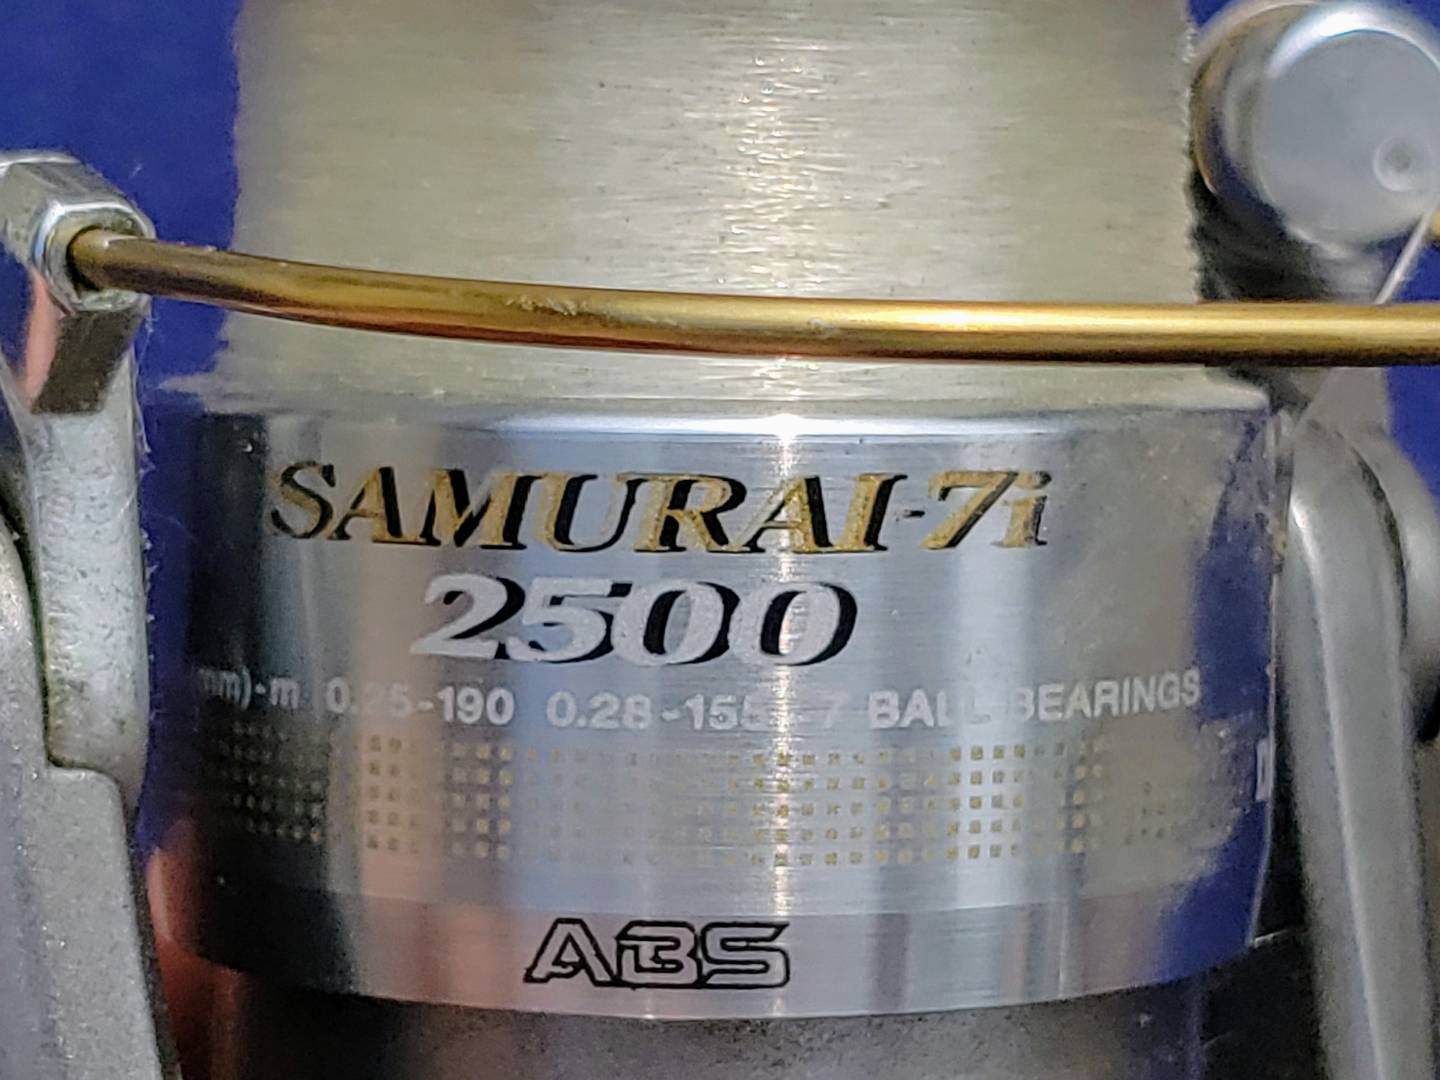 SAMURAI-7i
2500
mm)·m 0.25-190 0.28-155 7 BALL BEARINGS
ABS